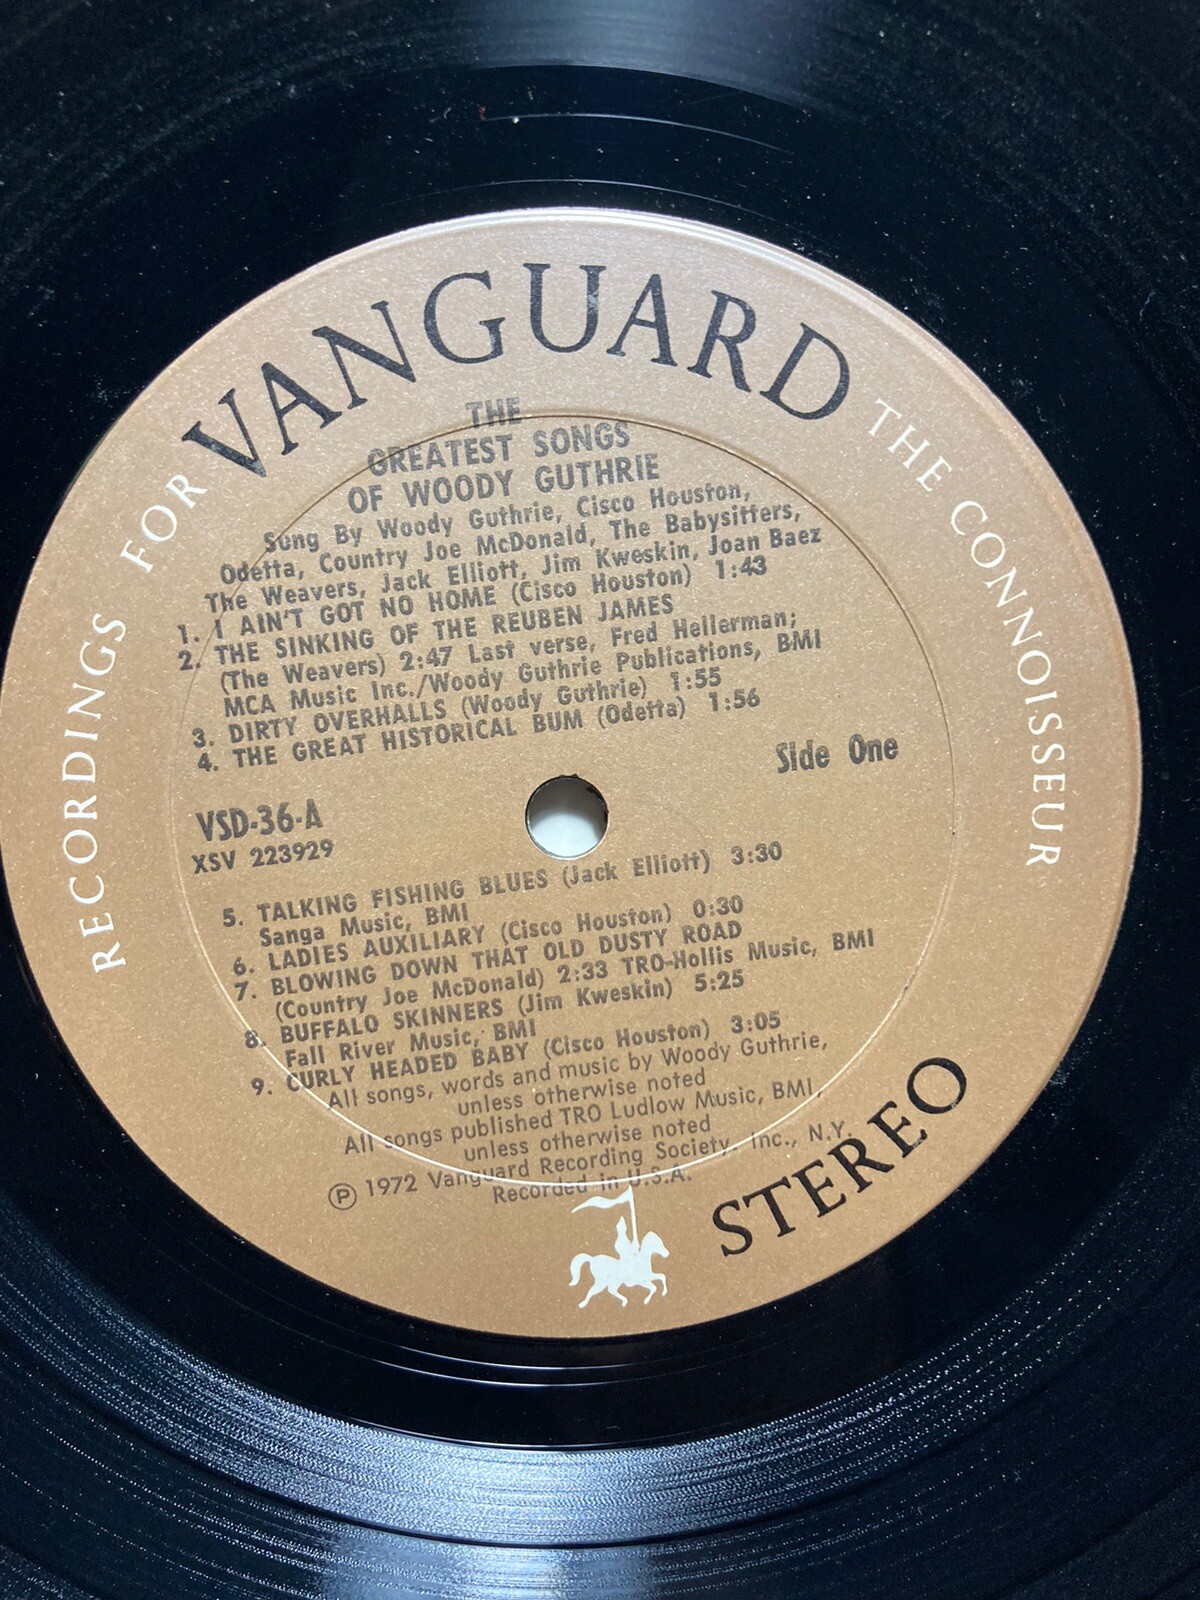 RECORDINGS FOR VANGUARD THE CONNOISSEUR
THE
GREATEST SONGS
OF WOODY GUTHRIE
Sung By Woody Guthrie, Cisco Houston,
Odetta, Country Joe McDonald, The Babysitters,
The Weavers, Jack Elliott, Jim Kweskin, Joan Baez
1. I AIN'T GOT NO HOME (Cisco Houston) 1:43
2. THE SINKING OF THE REUBEN JAMES
(The Weavers) 2:47 Last verse, Fred Hellerman;
MCA Music Inc./Woody Guthrie Publications, BMI
3. DIRTY OVERHALLS (Woody Guthrie) 1:55
4. THE GREAT HISTORICAL BUM (Odetta) 1:56
Side One
VSD-36-A
XSV 223929
5. TALKING FISHING BLUES (Jack Elliott) 3:30
Sanga Music, BMI
6. LADIES AUXILIARY (Cisco Houston) 0:30
7. BLOWING DOWN THAT OLD DUSTY ROAD
(Country Joe McDonald) 2:33 TRO-Hollis Music, BMI
8. BUFFALO SKINNERS (Jim Kweskin) 5:25
Fall River Music, BMI
9. CURLY HEADED BABY (Cisco Houston) 3:05
All songs, words and music by Woody Guthrie,
unless otherwise noted
All songs published TRO Ludlow Music, BMI,
unless otherwise noted
Ⓟ 1972 Vanguard Recording Society, Inc., N.Y.
Recorded in U.S.A.
STEREO